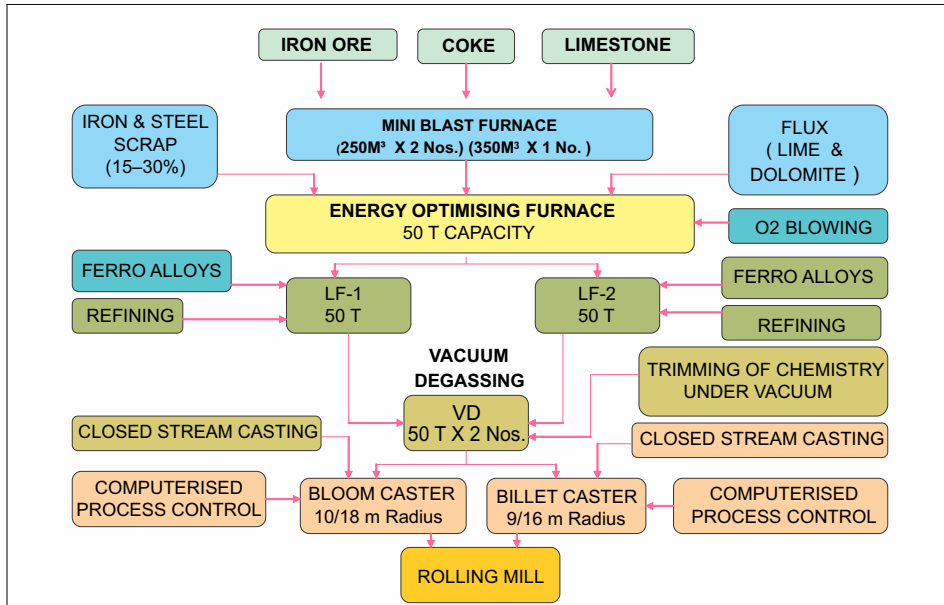 IRON ORE
COKE
LIMESTONE
IRON & STEEL
SCRAP
(15–30%)
MINI BLAST FURNACE
(250M³ X 2 Nos.) (350M³ X 1 No. )
FLUX
( LIME &
DOLOMITE )
ENERGY OPTIMISING FURNACE
50 T CAPACITY
O2 BLOWING
FERRO ALLOYS
REFINING
LF-1
50 T
LF-2
50 T
FERRO ALLOYS
REFINING
VACUUM
DEGASSING
TRIMMING OF CHEMISTRY
UNDER VACUUM
VD
50 T X 2 Nos.
CLOSED STREAM CASTING
CLOSED STREAM CASTING
COMPUTERISED
PROCESS CONTROL
BLOOM CASTER
10/18 m Radius
BILLET CASTER
9/16 m Radius
COMPUTERISED
PROCESS CONTROL
ROLLING MILL